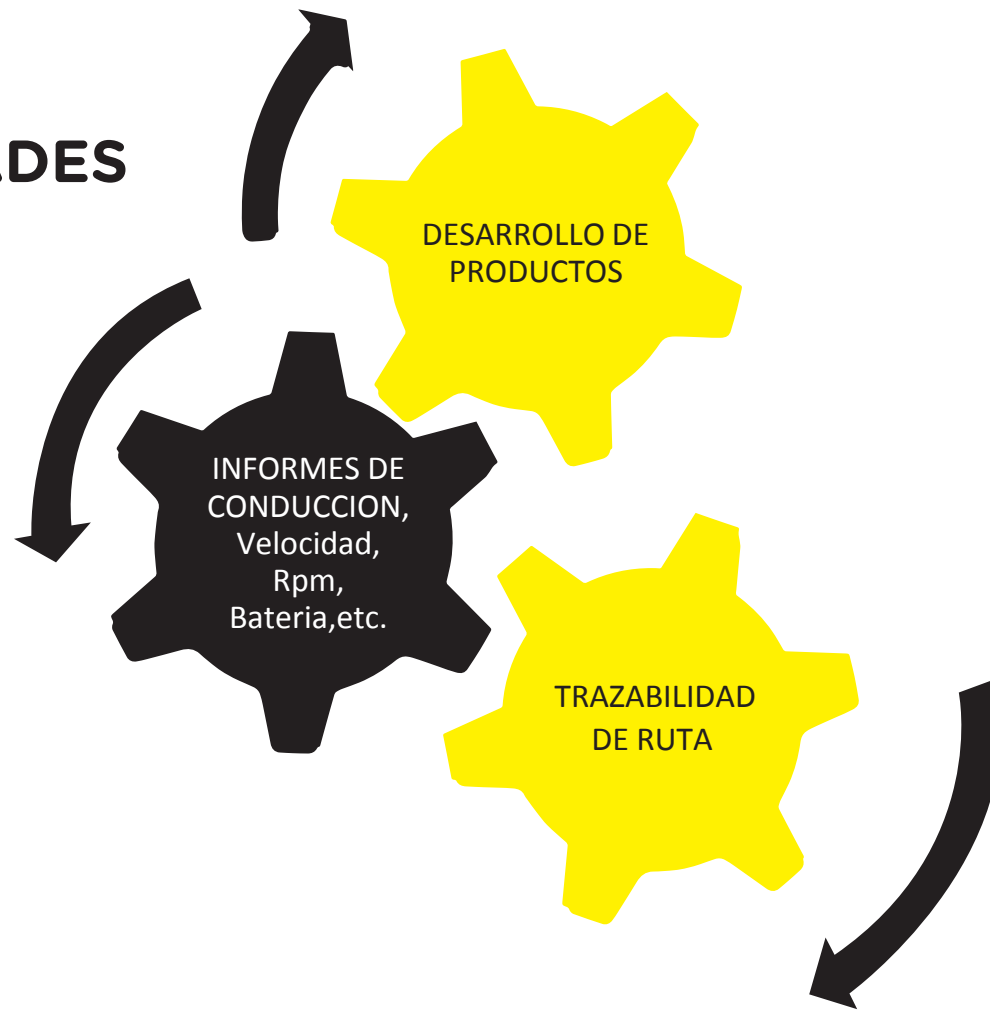 ADES
DESARROLLO DE
PRODUCTOS
INFORMES DE
CONDUCCION,
Velocidad,
Rpm,
Bateria,etc.
TRAZABILIDAD
DE RUTA